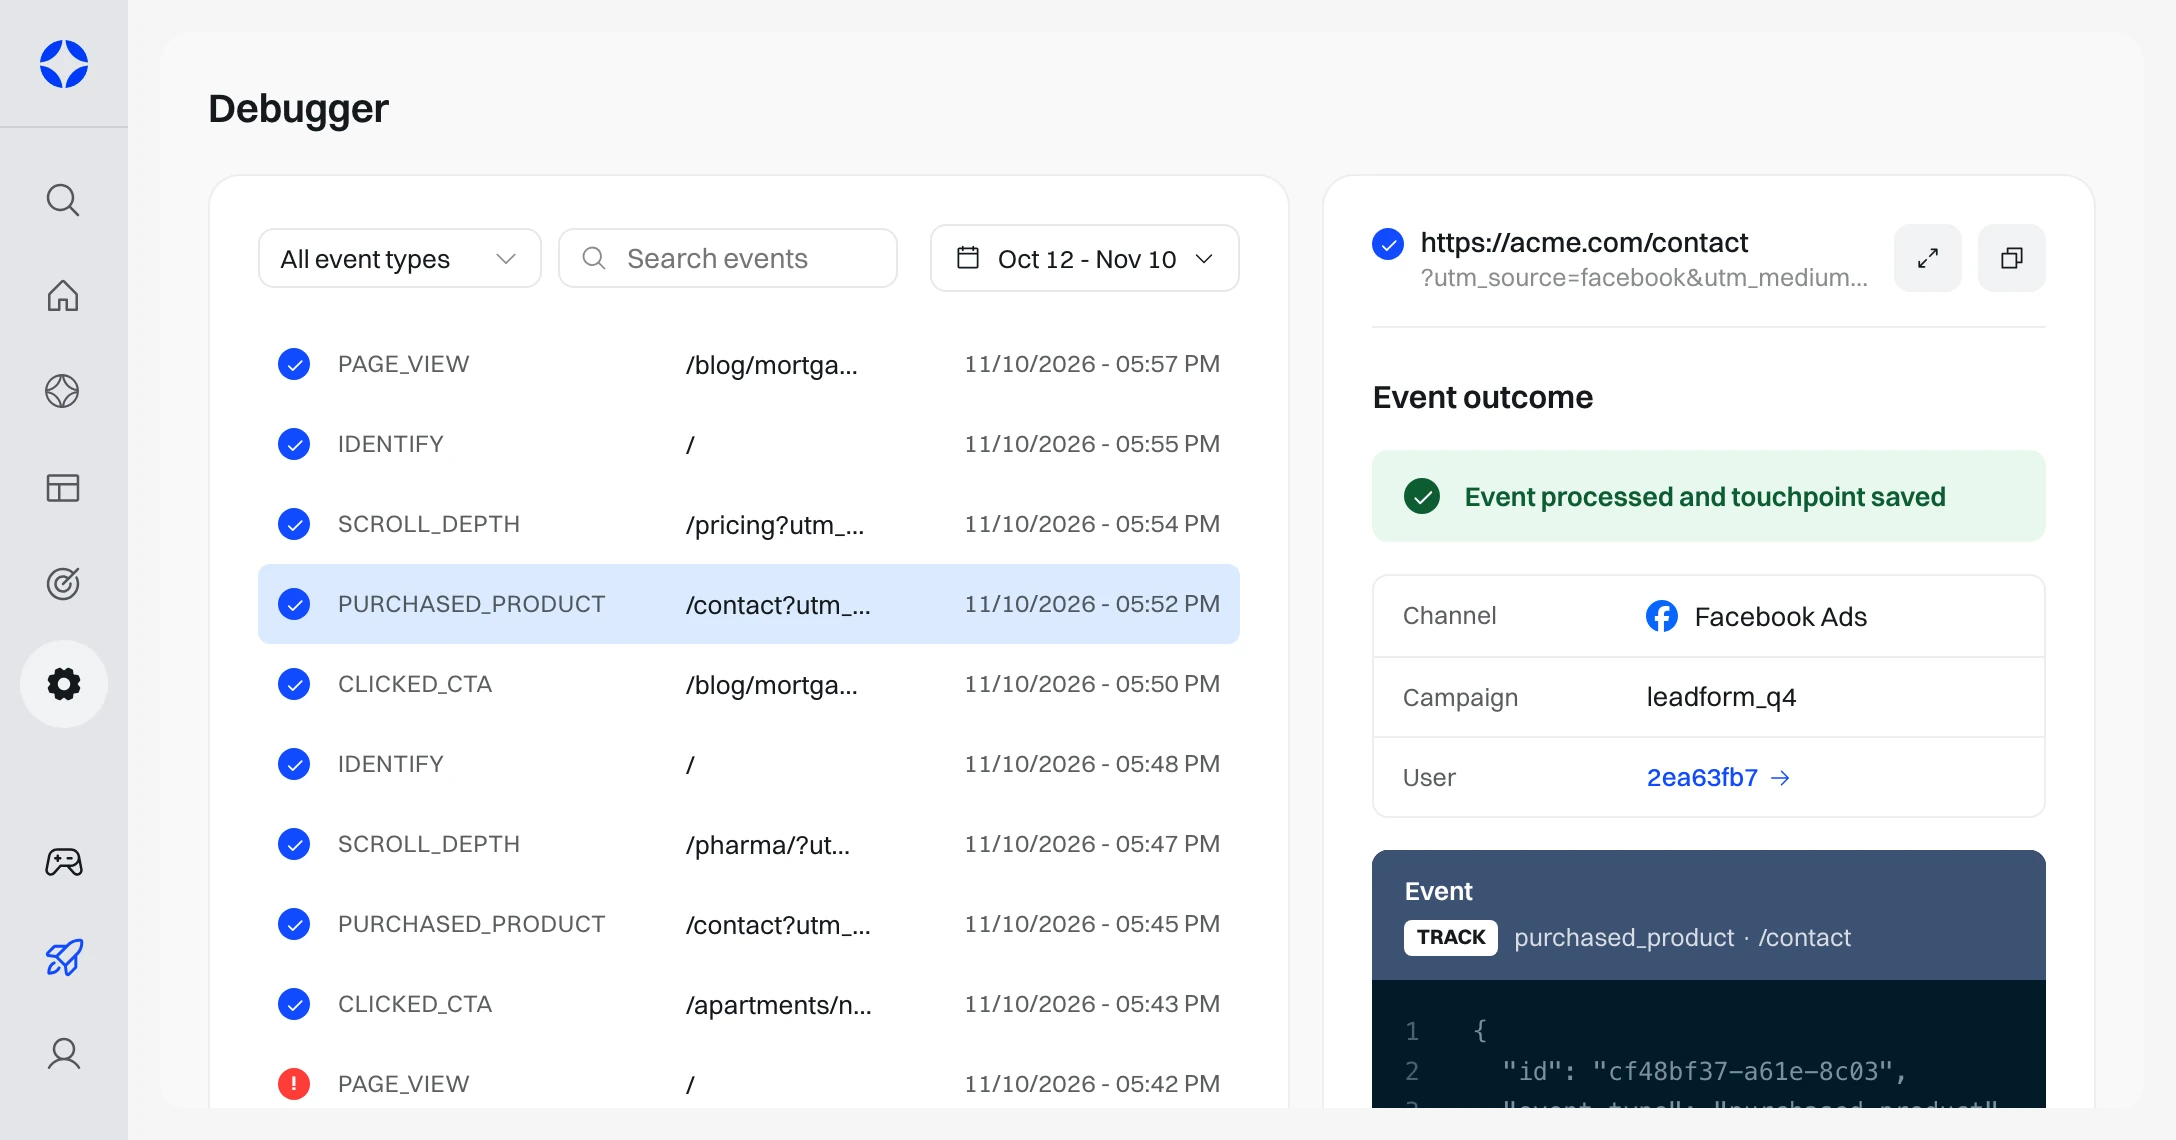 Debugger
All event types
Search events
Oct 12 - Nov 10
PAGE_VIEW /blog/mortga... 11/10/2026 - 05:57 PM
IDENTIFY / 11/10/2026 - 05:55 PM
SCROLL_DEPTH /pricing?utm_... 11/10/2026 - 05:54 PM
PURCHASED_PRODUCT /contact?utm_... 11/10/2026 - 05:52 PM
CLICKED_CTA /blog/mortga... 11/10/2026 - 05:50 PM
IDENTIFY / 11/10/2026 - 05:48 PM
SCROLL_DEPTH /pharma/?ut... 11/10/2026 - 05:47 PM
PURCHASED_PRODUCT /contact?utm_... 11/10/2026 - 05:45 PM
CLICKED_CTA /apartments/n... 11/10/2026 - 05:43 PM
PAGE_VIEW / 11/10/2026 - 05:42 PM
https://acme.com/contact
?utm_source=facebook&utm_medium...
Event outcome
Event processed and touchpoint saved
Channel Facebook Ads
Campaign leadform_q4
User 2ea63fb7 →
Event
TRACK purchased_product · /contact
1 {
2 "id": "cf48bf37-a61e-8c03",